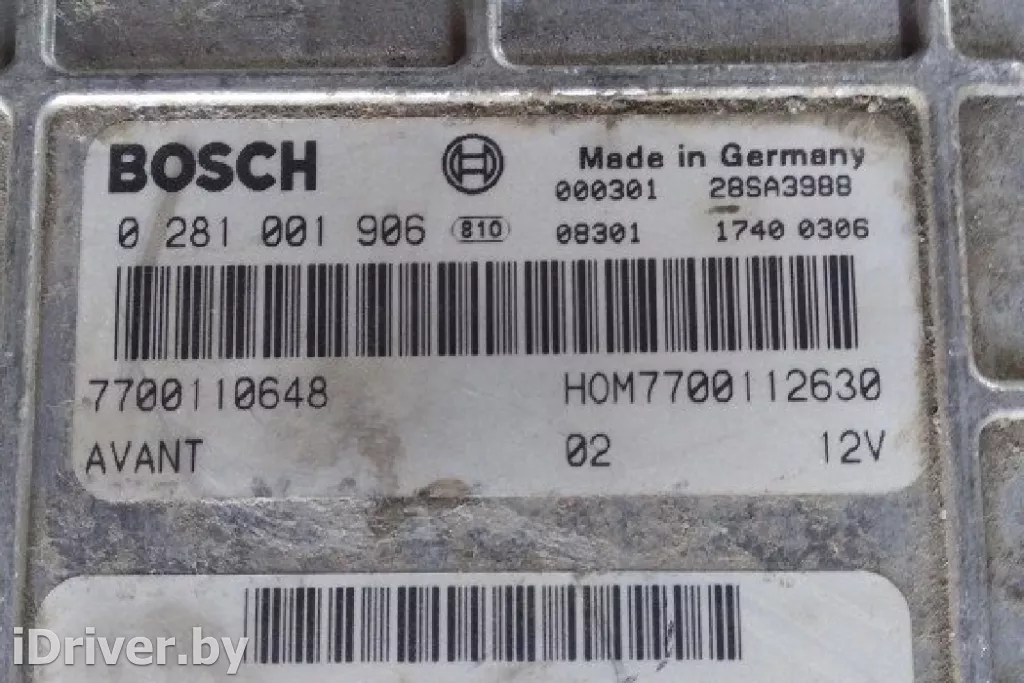 BOSCH Made in Germany
000301 28SA3988
0 281 001 906 810 08301 1740 0306
7700110648 HOM7700112630
AVANT 02 12V
iDriver.by